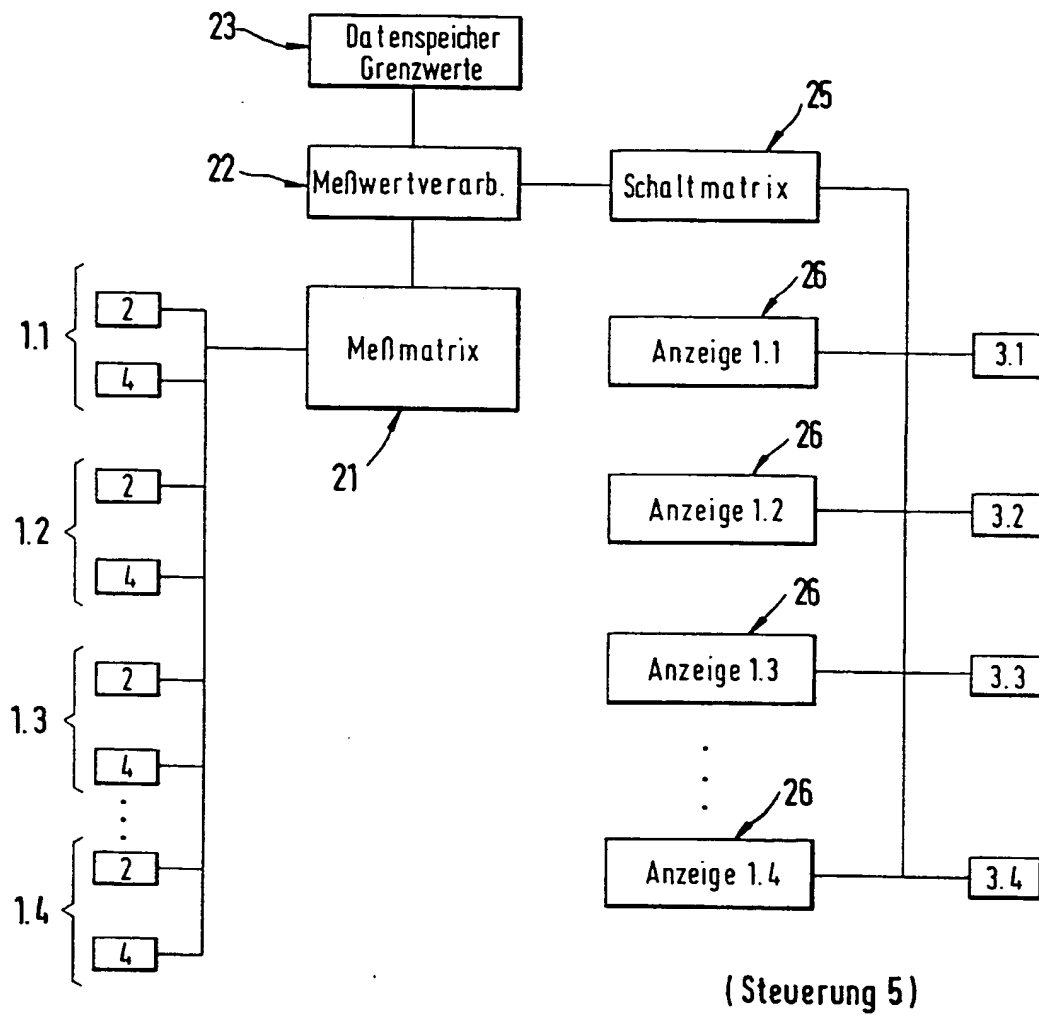 23
Datenspeicher
Grenzwerte
25
22
Meßwertverarb.
Schaltmatrix
1.1
2
4
Meßmatrix
21
26
Anzeige 1.1
3.1
1.2
2
4
26
Anzeige 1.2
3.2
1.3
2
4
26
Anzeige 1.3
3.3
1.4
2
4
26
Anzeige 1.4
3.4
(Steuerung 5)